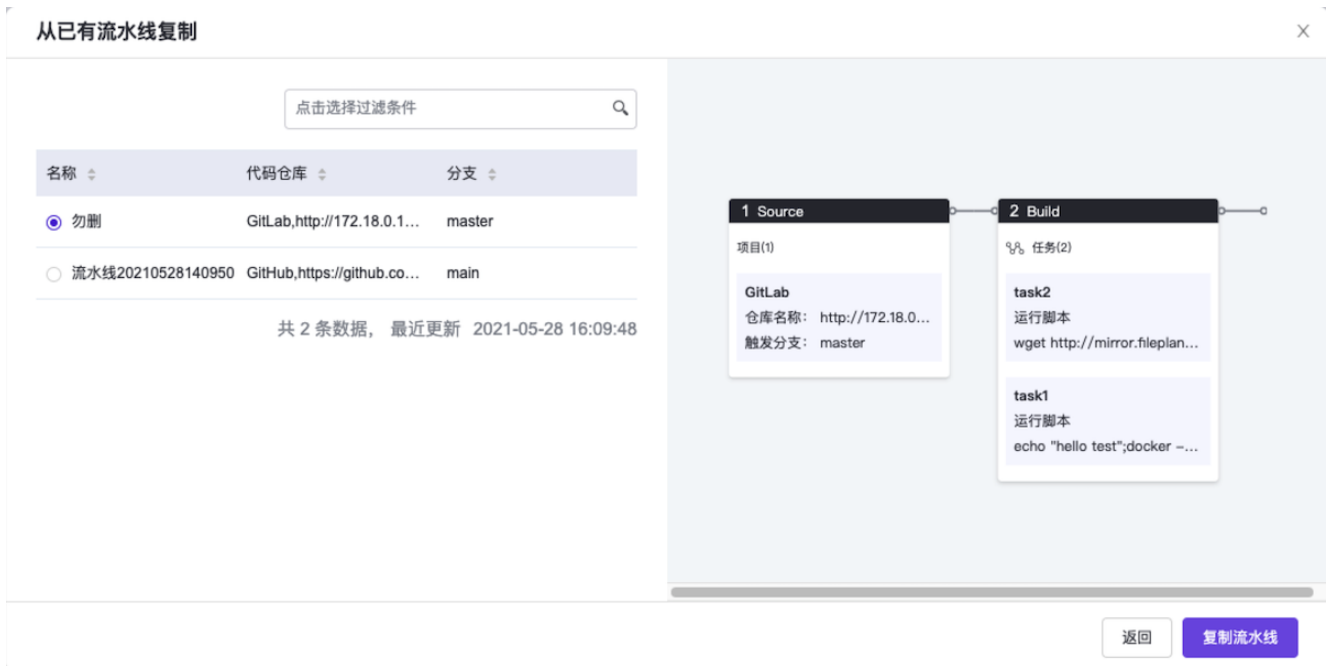 从已有流水线复制
点击选择过滤条件
名称 代码仓库 分支
勿删 GitLab,http://172.18.0.1... master
流水线20210528140950 GitHub,https://github.co... main
共 2 条数据， 最近更新 2021-05-28 16:09:48
1 Source
项目(1)
GitLab
仓库名称： http://172.18.0...
触发分支： master
2 Build
任务(2)
task2
运行脚本
wget http://mirror.fileplan...
task1
运行脚本
echo "hello test";docker -...
返回 复制流水线